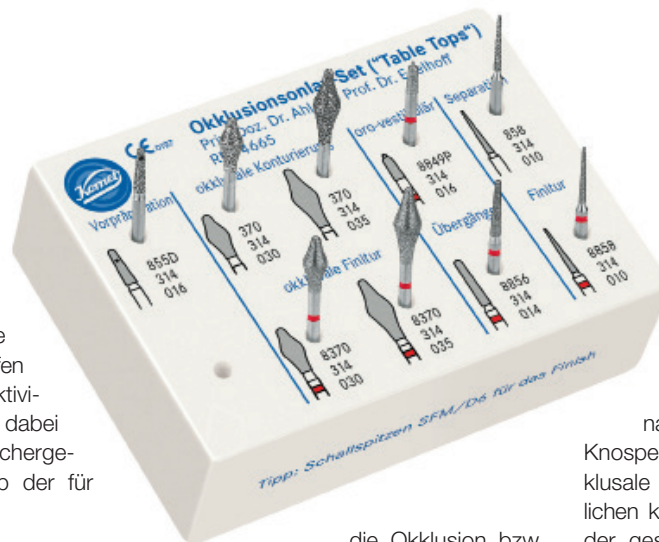 Okklusionsonlay-Set ("Table Tops")
CE 0197
Prof. Dr. Edelhoff
4665
Komet
Vorpräparation
okklusale Konturierung
oro-vestibulär
Separation
855D
314
016
370
314
030
370
314
035
8849P
314
016
858
314
010
okklusale Finitur
Übergänge
Finitur
8370
314
030
8370
314
035
8856
314
014
8858
314
010
Tipp: Schallspitzen SFM/D6 für das Finish
dabei
der für
die Okklusion bzw.
Knospe
klusale
lichen k
der ges